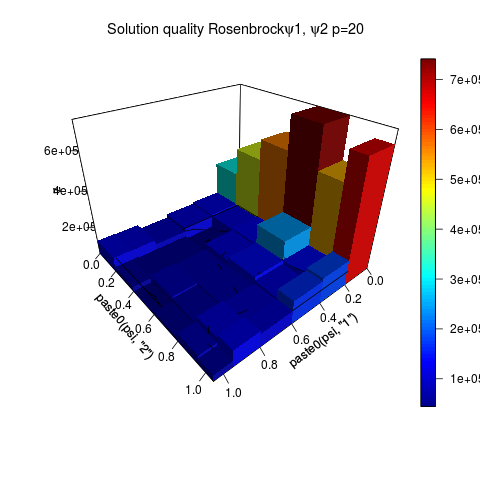 Solution quality Rosenbrockψ1, ψ2 p=20
7e+05
6e+05
5e+05
4e+05
3e+05
2e+05
1e+05
6e+05
4e+05
2e+05
0.0
0.2
0.4
0.6
0.8
1.0
paste0(psi, "2")
0.0
0.2
0.4
0.6
0.8
1.0
paste0(psi, "1")